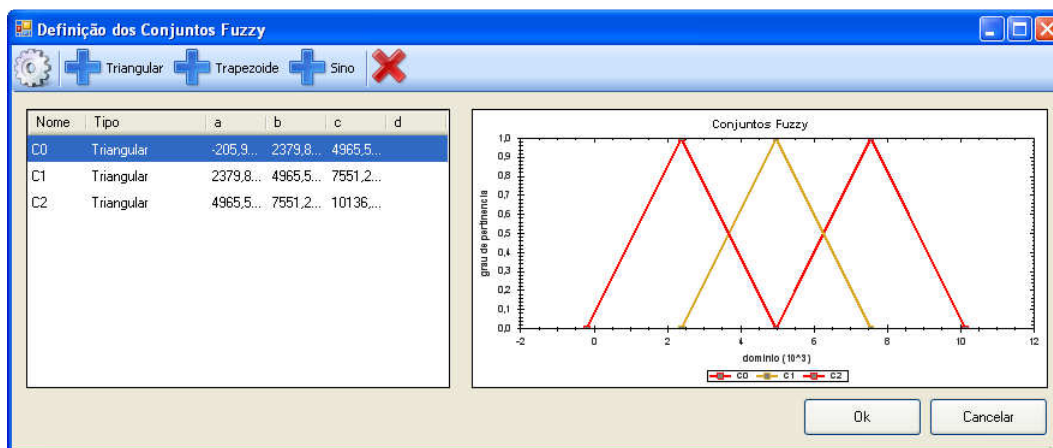 Definição dos Conjuntos Fuzzy
Triangular Trapezoide Sino
Nome Tipo a b c d
C0 Triangular -205,9... 2379,8... 4965,5...
C1 Triangular 2379,8... 4965,5... 7551,2...
C2 Triangular 4965,5... 7551,2... 10136,...
Conjuntos Fuzzy
1,0
0,9
0,8
0,7
0,6
0,5
0,4
0,3
0,2
0,1
0,0
grau de pertinencia
-2 0 2 4 6 8 10 12
dominio (10^3)
C0 C1 C2
Ok Cancelar